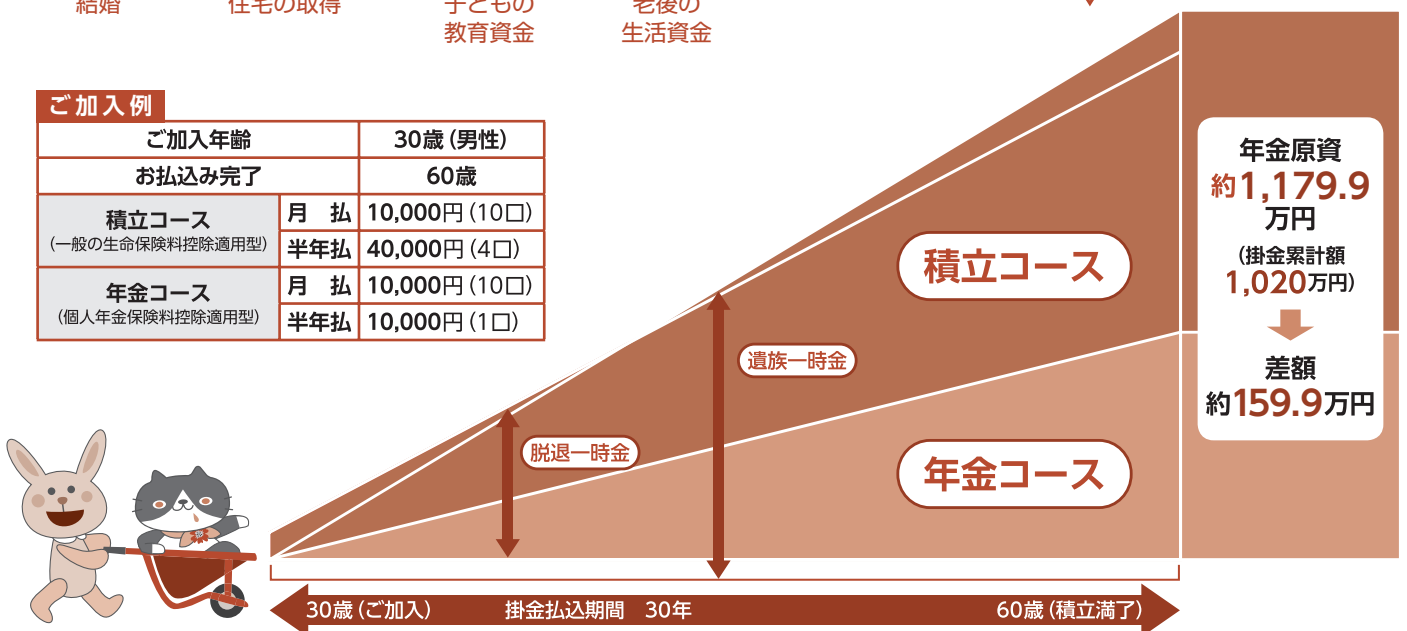 結婚
住宅の取得
子どもの
教育資金
老後の
生活資金
ご加入例
ご加入年齢 30歳（男性）
お払込み完了 60歳
積立コース
（一般の生命保険料控除適用型）
月 払 10,000円（10口）
半年払 40,000円（4口）
年金コース
（個人年金保険料控除適用型）
月 払 10,000円（10口）
半年払 10,000円（1口）
積立コース
年金コース
遺族一時金
脱退一時金
年金原資
約1,179.9
万円
（掛金累計額
1,020万円）
差額
約159.9万円
30歳（ご加入） 掛金払込期間 30年 60歳（積立満了）